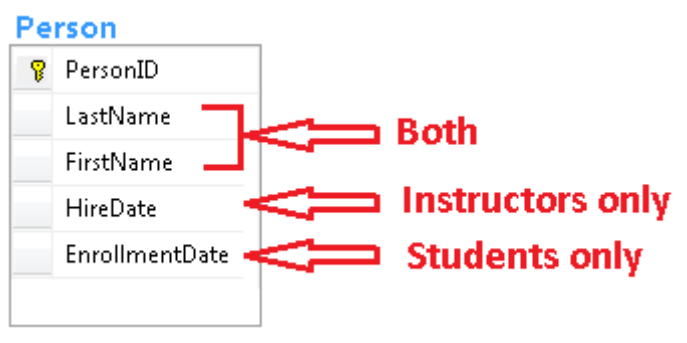 Person
PersonID
LastName
FirstName
Both
HireDate
Instructors only
EnrollmentDate
Students only